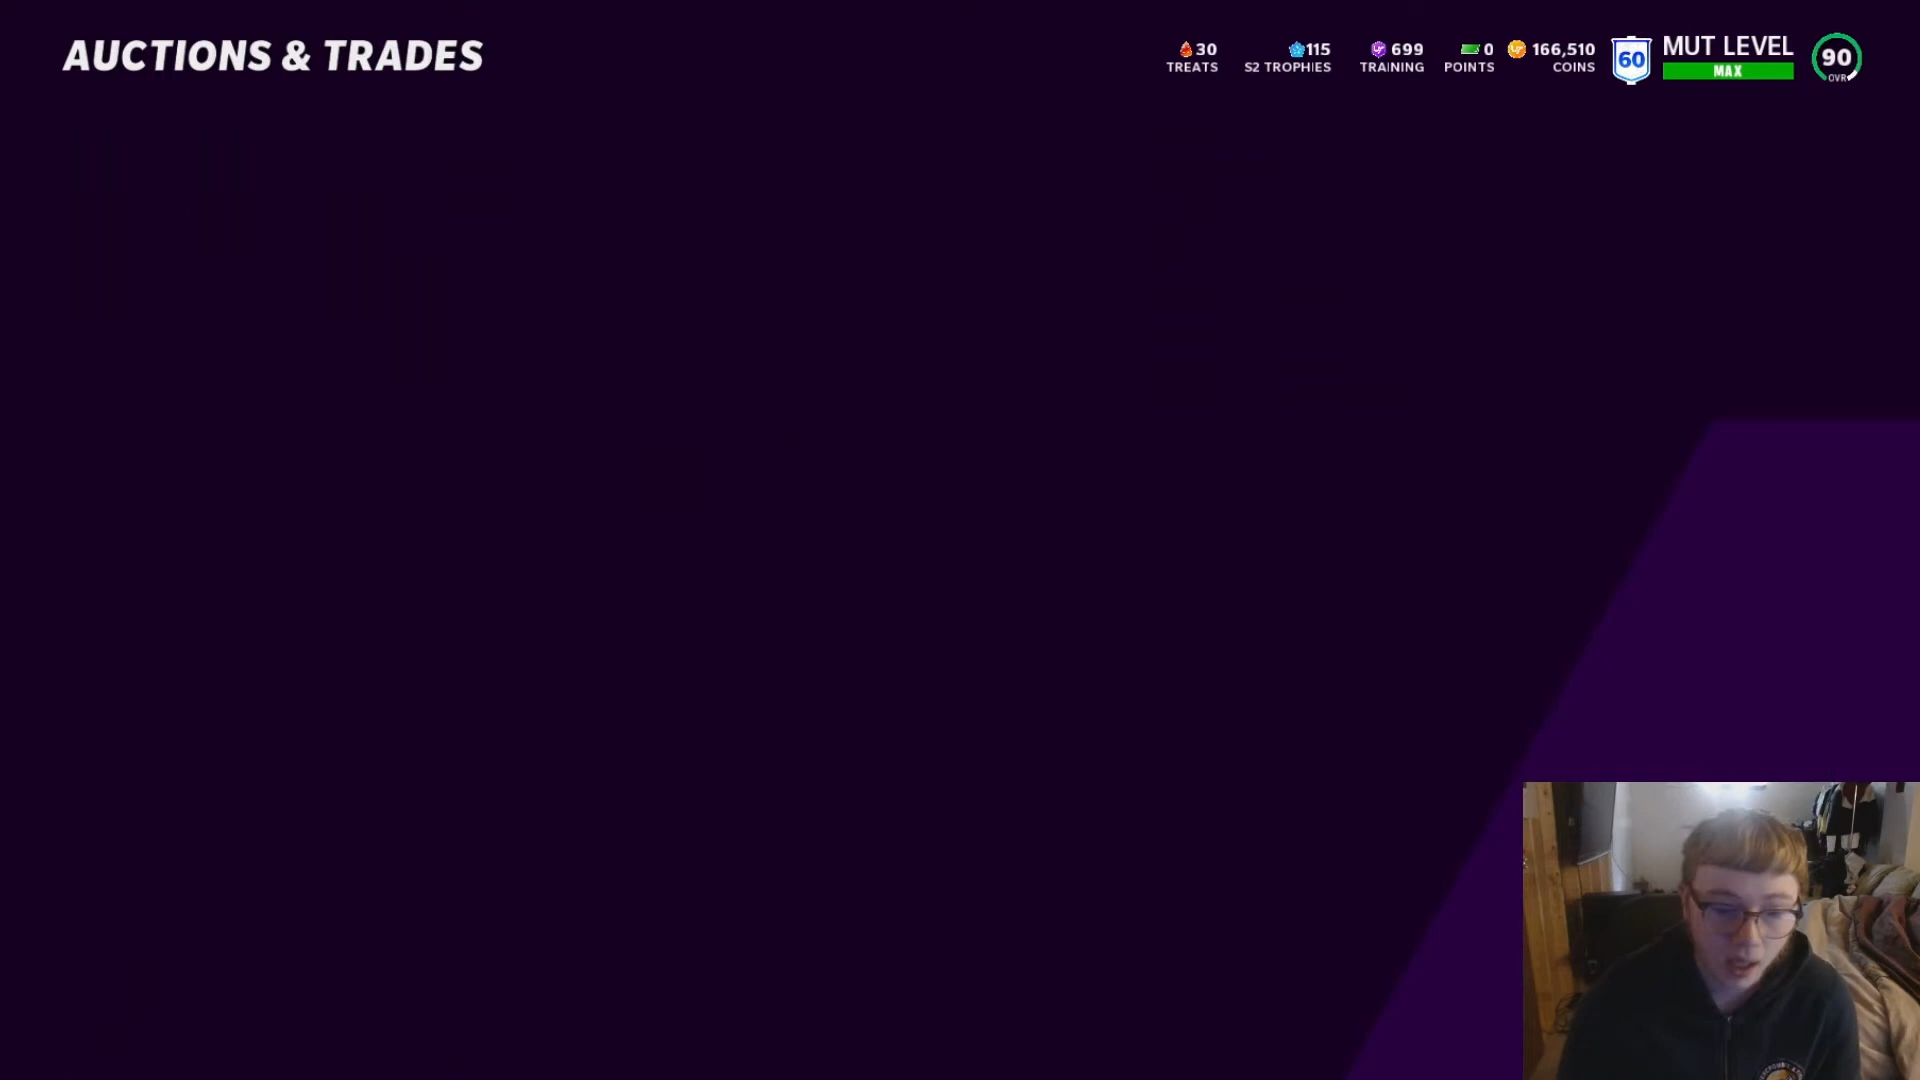 AUCTIONS & TRADES
30 115 699 0 166,510 60 MUT LEVEL 90
TREATS S2 TROPHIES TRAINING POINTS COINS MAX OVR